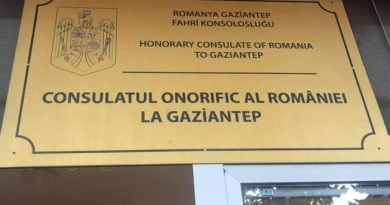 ROMANYA GAZİANTEP
FAHRİ KONSOLOSLUĞU
HONORARY CONSULATE OF ROMANIA
TO GAZIANTEP
CONSULATUL ONORIFIC AL ROMÂNIEI
LA GAZİANTEP